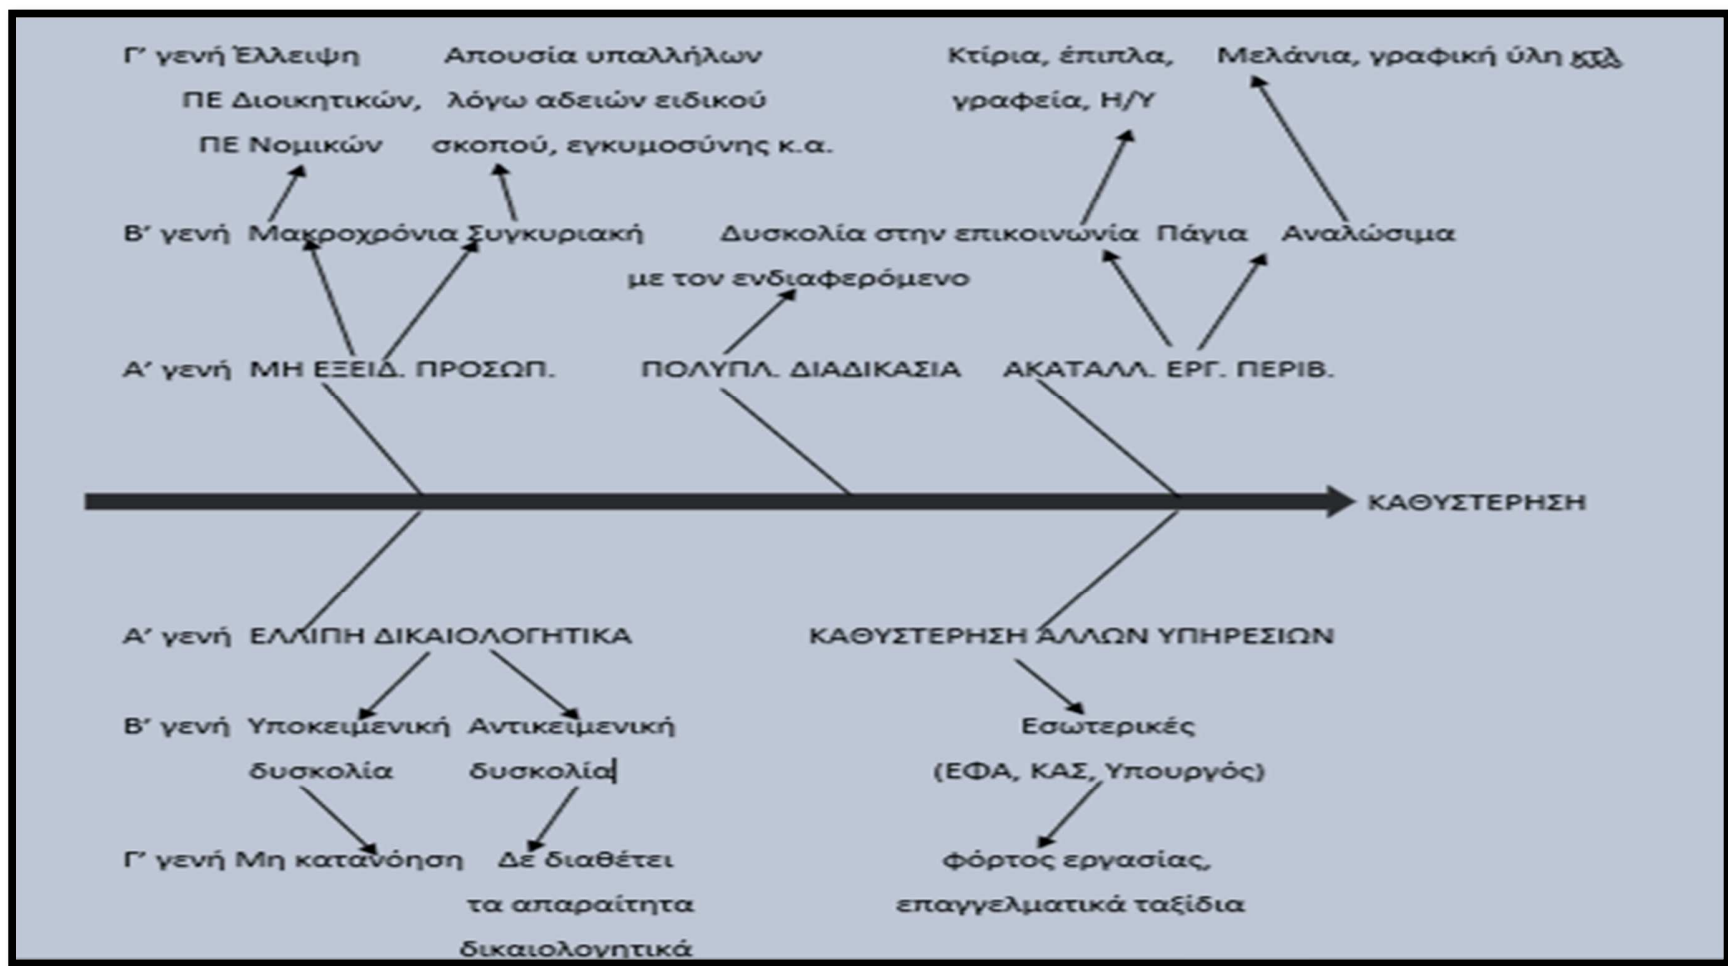 Γ’ γενή Έλλειψη Απουσία υπαλλήλων Κτίρια, έπιπλα, Μελάνια, γραφική ύλη κτλ
ΠΕ Διοικητικών, λόγω αδειών ειδικού γραφεία, Η/Υ
ΠΕ Νομικών σκοπού, εγκυμοσύνης κ.α.
Β’ γενή Μακροχρόνια Συγκυριακή Δυσκολία στην επικοινωνία Πάγια Αναλώσιμα
με τον ενδιαφερόμενο
Α’ γενή ΜΗ ΕΞΕΙΔ. ΠΡΟΣΩΠ. ΠΟΛΥΠΛ. ΔΙΑΔΙΚΑΣΙΑ ΑΚΑΤΑΛΛ. ΕΡΓ. ΠΕΡΙΒ.
ΚΑΘΥΣΤΕΡΗΣΗ
Α’ γενή ΕΛΛΙΠΗ ΔΙΚΑΙΟΛΟΓΗΤΙΚΑ ΚΑΘΥΣΤΕΡΗΣΗ ΑΛΛΩΝ ΥΠΗΡΕΣΙΩΝ
Β’ γενή Υποκειμενική Αντικειμενική Εσωτερικές
δυσκολία δυσκολία (ΕΦΑ, ΚΑΣ, Υπουργός)
Γ’ γενή Μη κατανόηση Δε διαθέτει φόρτος εργασίας,
τα απαραίτητα επαγγελματικά ταξίδια
δικαιολογητικά